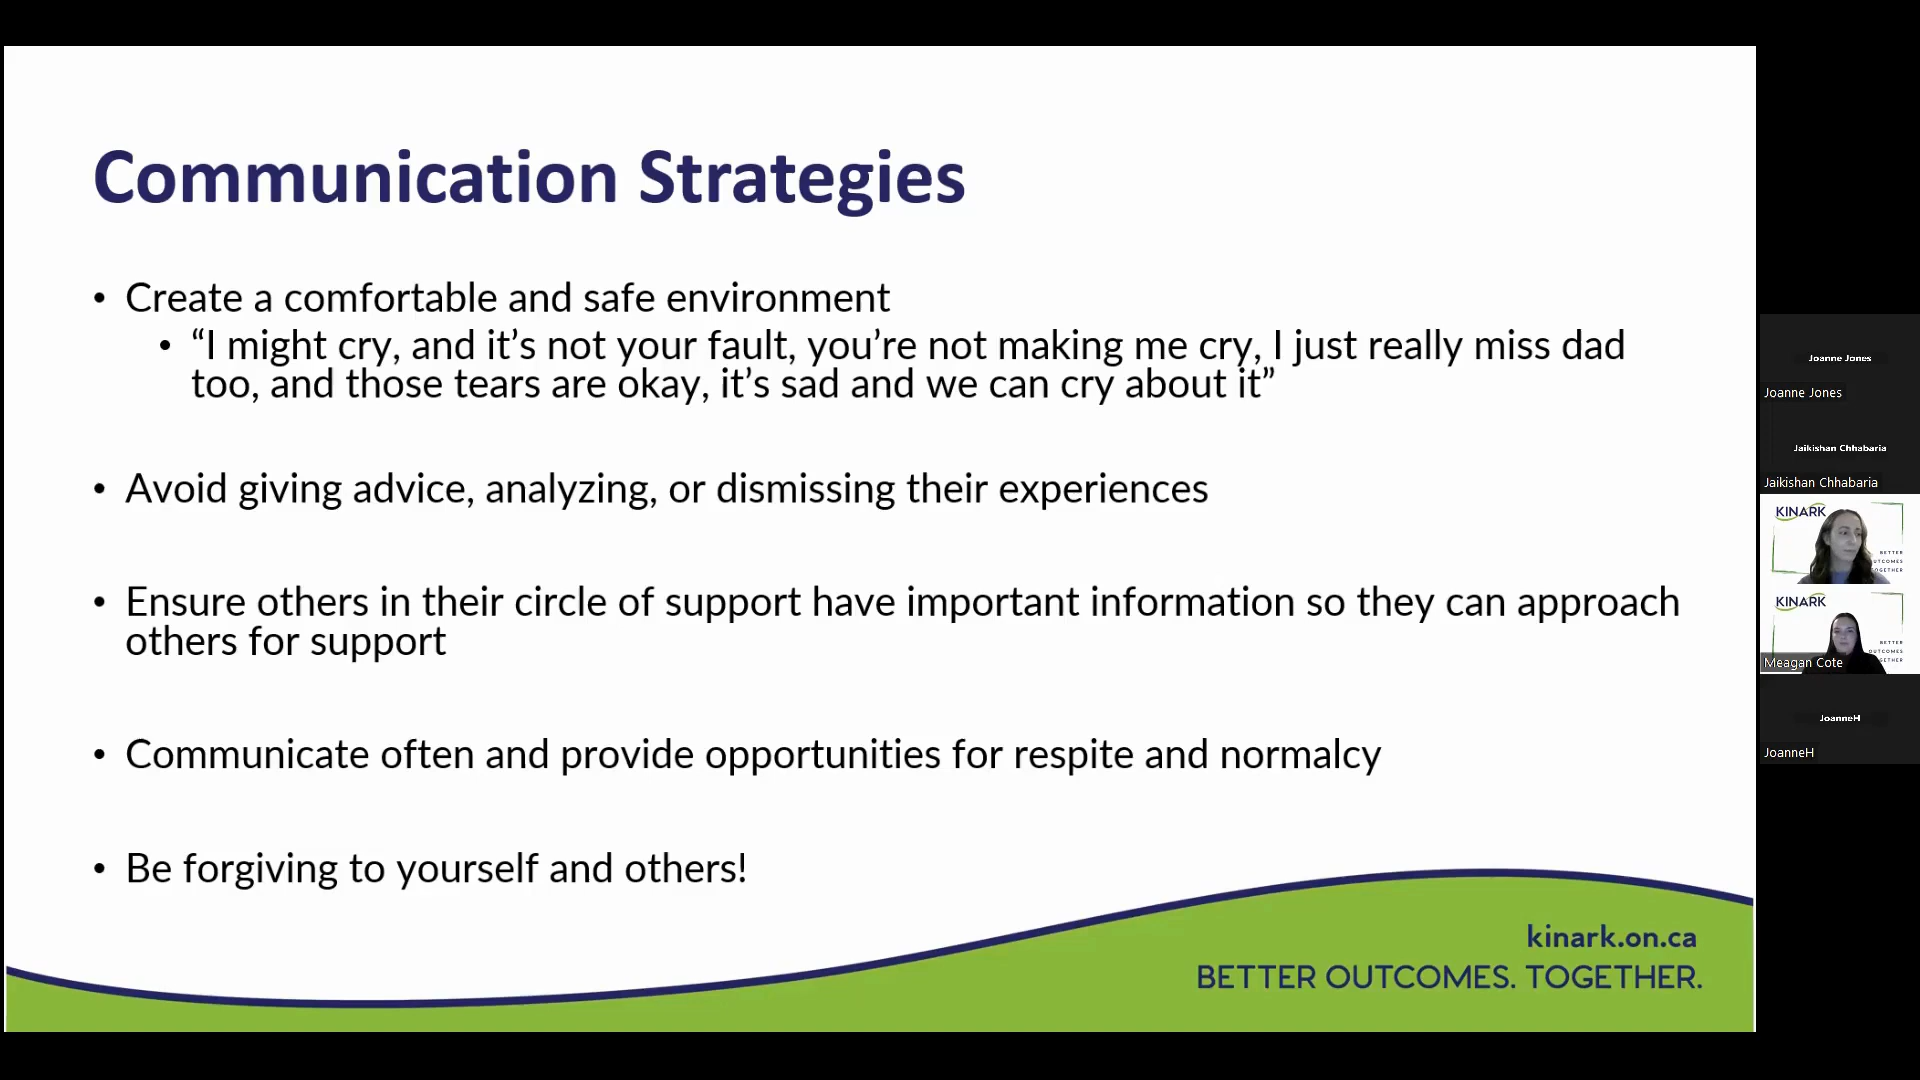 Communication Strategies
• Create a comfortable and safe environment
• “I might cry, and it’s not your fault, you’re not making me cry, I just really miss dad
too, and those tears are okay, it’s sad and we can cry about it”
• Avoid giving advice, analyzing, or dismissing their experiences
• Ensure others in their circle of support have important information so they can approach
others for support
• Communicate often and provide opportunities for respite and normalcy
• Be forgiving to yourself and others!
kinark.on.ca
BETTER OUTCOMES. TOGETHER.
Joanne Jones
Joanne Jones
Jaikishan Chhabaria
Jaikishan Chhabaria
KINARK
BETTER
OUTCOMES
TOGETHER
KINARK
BETTER
OUTCOMES
TOGETHER
Meagan Cote
JoanneH
JoanneH